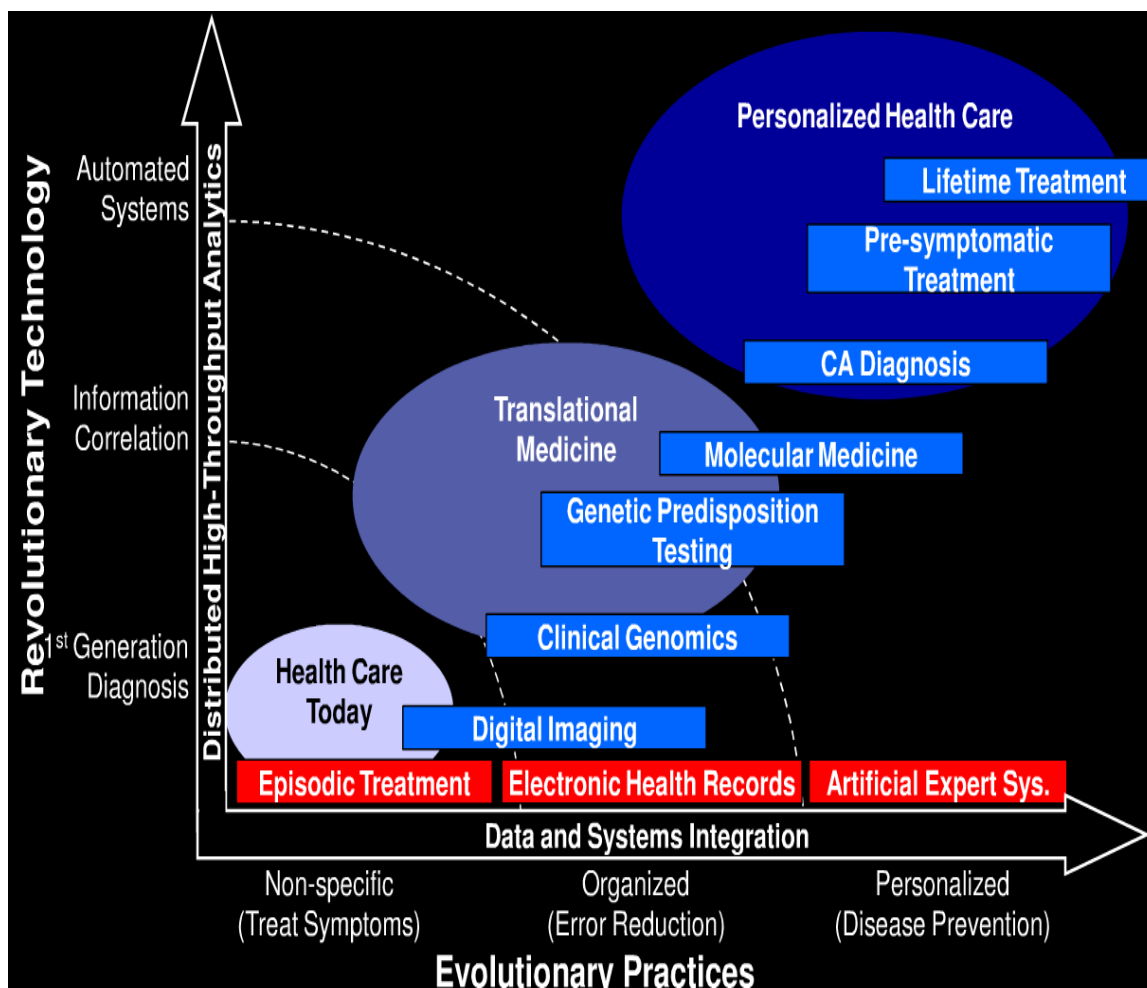 Revolutionary Technology
Automated
Systems
Information
Correlation
1st Generation
Diagnosis
Distributed High-Throughput Analytics
Personalized Health Care
Lifetime Treatment
Pre-symptomatic
Treatment
CA Diagnosis
Translational
Medicine
Molecular Medicine
Genetic Predisposition
Testing
Clinical Genomics
Health Care
Today
Digital Imaging
Episodic Treatment
Electronic Health Records
Artificial Expert Sys.
Data and Systems Integration
Non-specific
(Treat Symptoms)
Organized
(Error Reduction)
Personalized
(Disease Prevention)
Evolutionary Practices